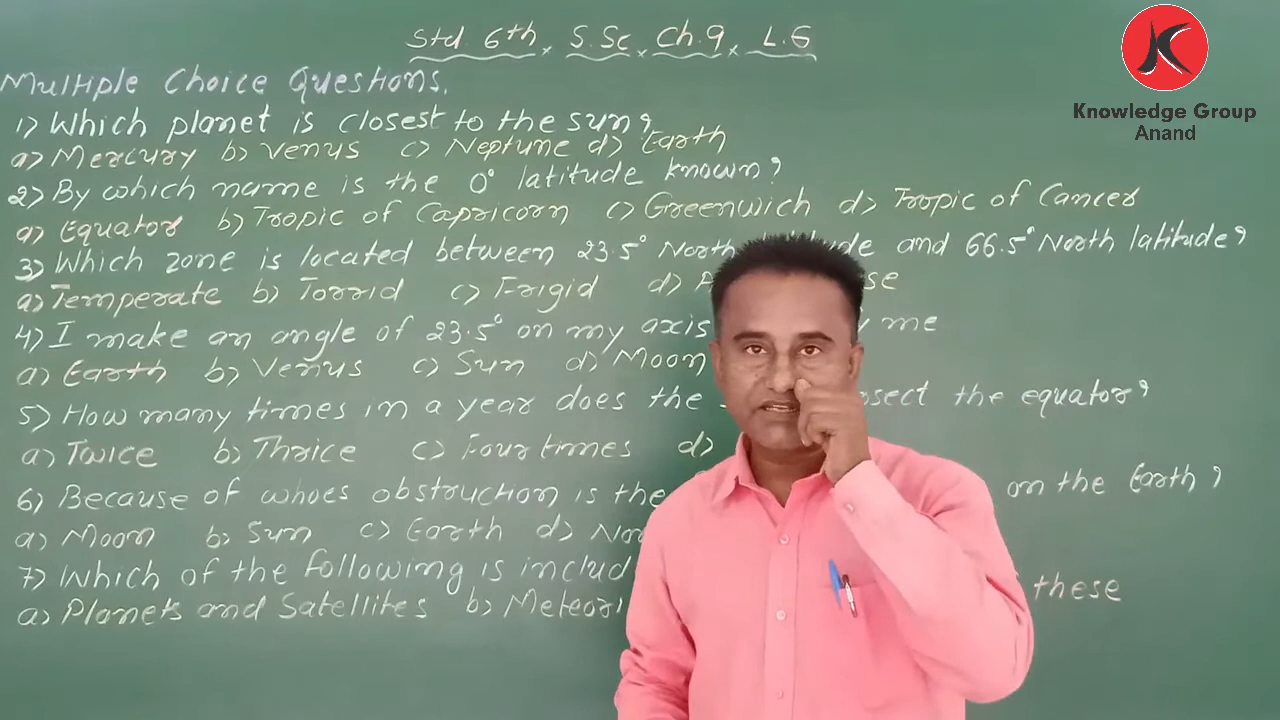 Std. 6th × S.Sc × Ch.9 × L.6
Multiple Choice Questions.
1) Which planet is closest to the sun?
a) Mercury b) Venus c) Neptune d) Earth
2) By which name is the 0° latitude known?
a) Equator b) Tropic of Capricorn c) Greenwich d) Tropic of Cancer
3) Which zone is located between 23.5° North and 66.5° North latitude?
a) Temperate b) Torrid c) Frigid d)
4) I make an angle of 23.5° on my axis me
a) Earth b) Venus c) Sun d) Moon
5) How many times in a year does the the equator?
a) Twice b) Thrice c) Four times d)
6) Because of whoes obstruction is the on the Earth?
a) Moon b) Sun c) Earth d)
7) Which of the following is
a) Planets and Satellites b) these
K
Knowledge Group
Anand